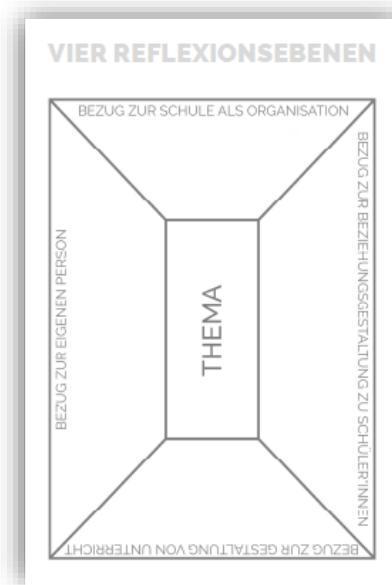 VIER REFLEXIONSEBENEN
BEZUG ZUR SCHULE ALS ORGANISATION
BEZUG ZUR BEZIEHUNGSGESTALTUNG ZU SCHÜLER*INNEN
BEZUG ZUR EIGENEN PERSON
THEMA
BEZUG ZUR GESTALTUNG VON UNTERRICHT